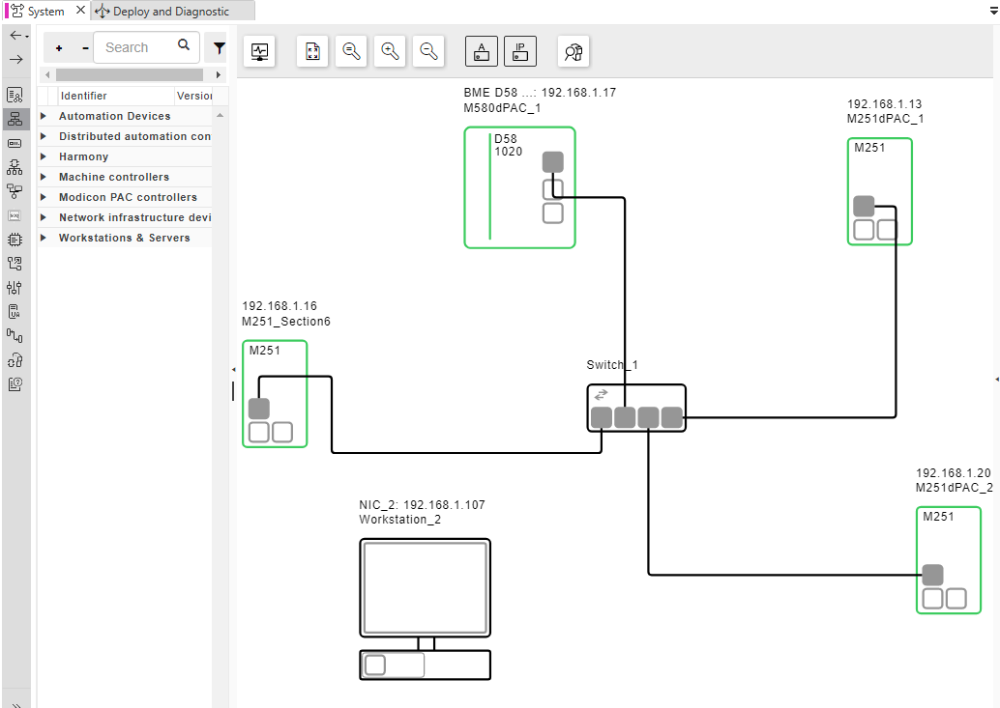 System
Deploy and Diagnostic
+ - Search
A
IP
Identifier Version
Automation Devices
Distributed automation con
Harmony
Machine controllers
Modicon PAC controllers
Network infrastructure devi
Workstations & Servers
BME D58 ...: 192.168.1.17
M580dPAC_1
D58
1020
192.168.1.13
M251dPAC_1
M251
192.168.1.16
M251_Section6
M251
Switch_1
192.168.1.20
M251dPAC_2
M251
NIC_2: 192.168.1.107
Workstation_2